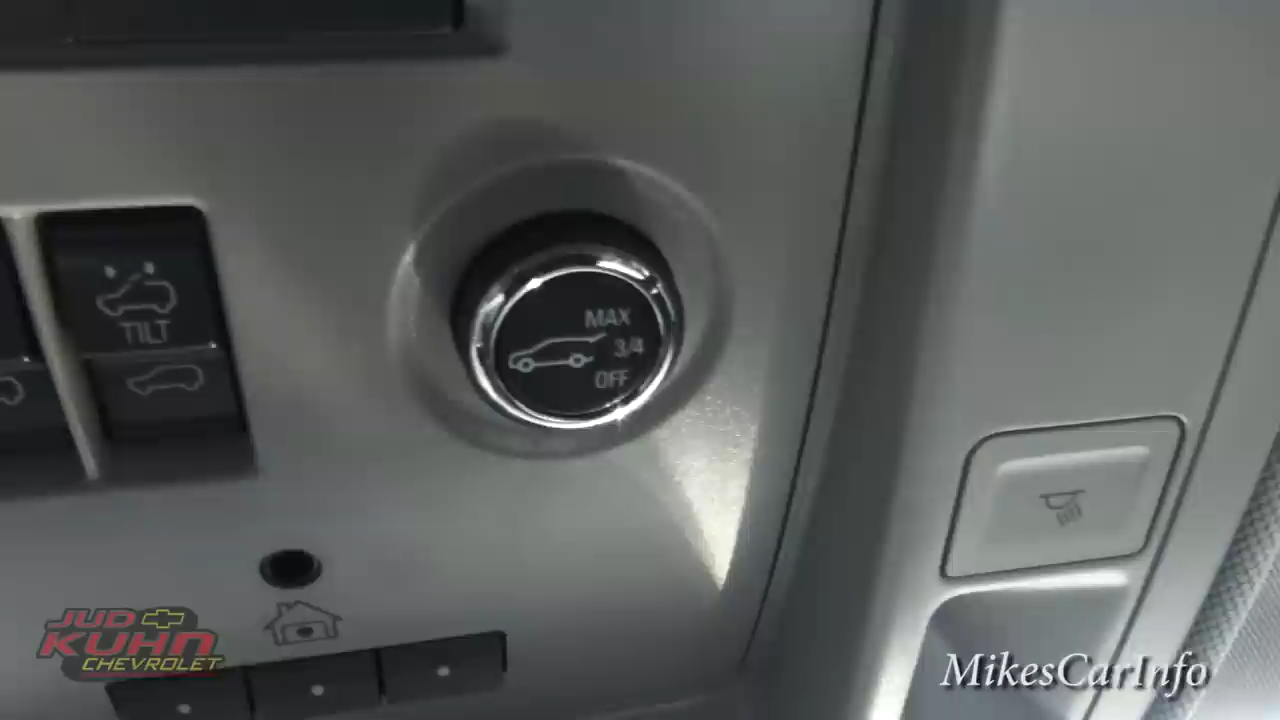 TILT
MAX
3/4
OFF
JUD
KUHN
CHEVROLET
MikesCarInfo